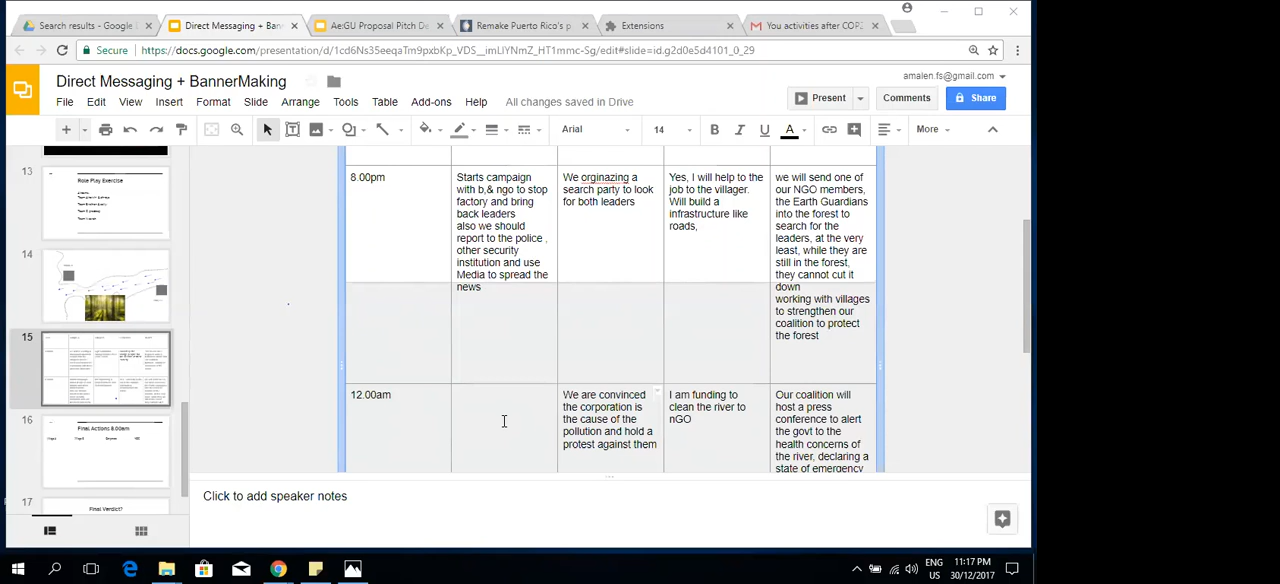 Search results - Google
Direct Messaging + Ban
Ae:GU Proposal Pitch De
Remake Puerto Rico's p
Extensions
You activities after COP2
Secure
https://docs.google.com/presentation/d/1cd6Ns35eeqaTm9pxbKp_VDS__imLlYNmZ_HT1mmc-Sg/edit#slide=id.g2d0e5d4101_0_29
Direct Messaging + BannerMaking
amalen.fs@gmail.com
File Edit View Insert Format Slide Arrange Tools Table Add-ons Help All changes saved in Drive
Present
Comments
Share
Arial
14
B I U A
More
13
Role Play Exercise
14
15
16
Final Actions 8.00am
17
Final Verdict?
8.00pm
Starts campaign
with b,& ngo to stop
factory and bring
back leaders
also we should
report to the police ,
other security
institution and use
Media to spread the
news
We orginazing a
search party to look
for both leaders
Yes, I will help to the
job to the villager.
Will build a
infrastructure like
roads,
we will send one of
our NGO members,
the Earth Guardians
into the forest to
search for the
leaders, at the very
least, while they are
still in the forest,
they cannot cut it
down
working with villages
to strengthen our
coalition to protect
the forest
12.00am
We are convinced
the corporation is
the cause of the
pollution and hold a
protest against them
I am funding to
clean the river to
nGO
Our coalition will
host a press
conference to alert
the govt to the
health concerns of
the river, declaring a
state of emergency
Click to add speaker notes
ENG
US
11:17 PM
30/12/2017